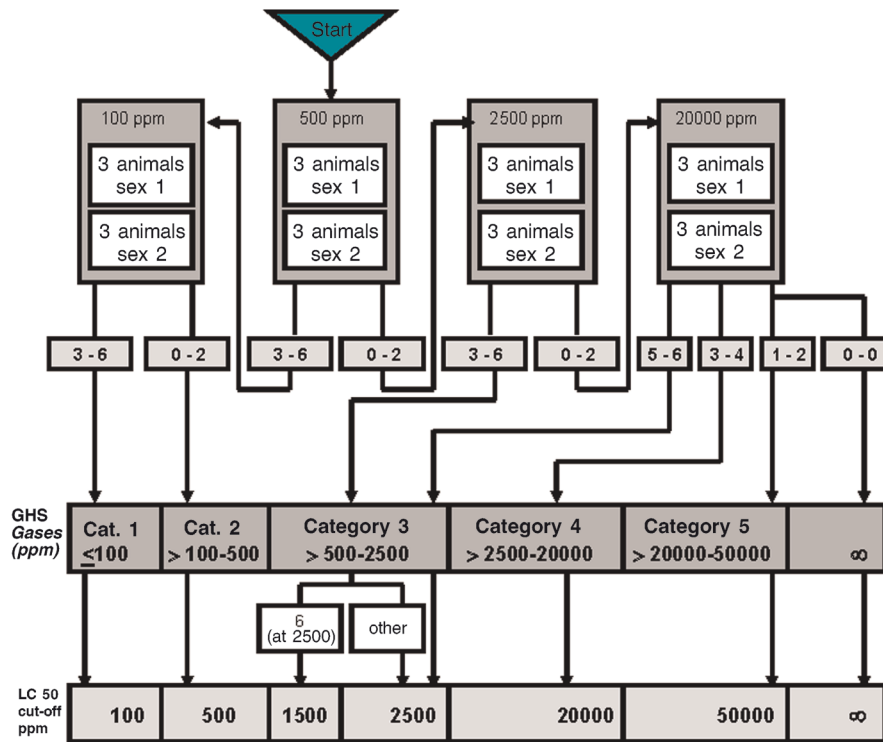 Start
100 ppm
500 ppm
2500 ppm
20000 ppm
3 animals
sex 1
3 animals
sex 2
3 animals
sex 1
3 animals
sex 2
3 animals
sex 1
3 animals
sex 2
3 animals
sex 1
3 animals
sex 2
3 - 6
0 - 2
3 - 6
0 - 2
3 - 6
0 - 2
5 - 6
3 - 4
1 - 2
0 - 0
GHS
Gases
(ppm)
Cat. 1
≤100
Cat. 2
> 100-500
Category 3
> 500-2500
Category 4
> 2500-20000
Category 5
> 20000-50000
∞
6
(at 2500)
other
LC 50
cut-off
ppm
100
500
1500
2500
20000
50000
∞